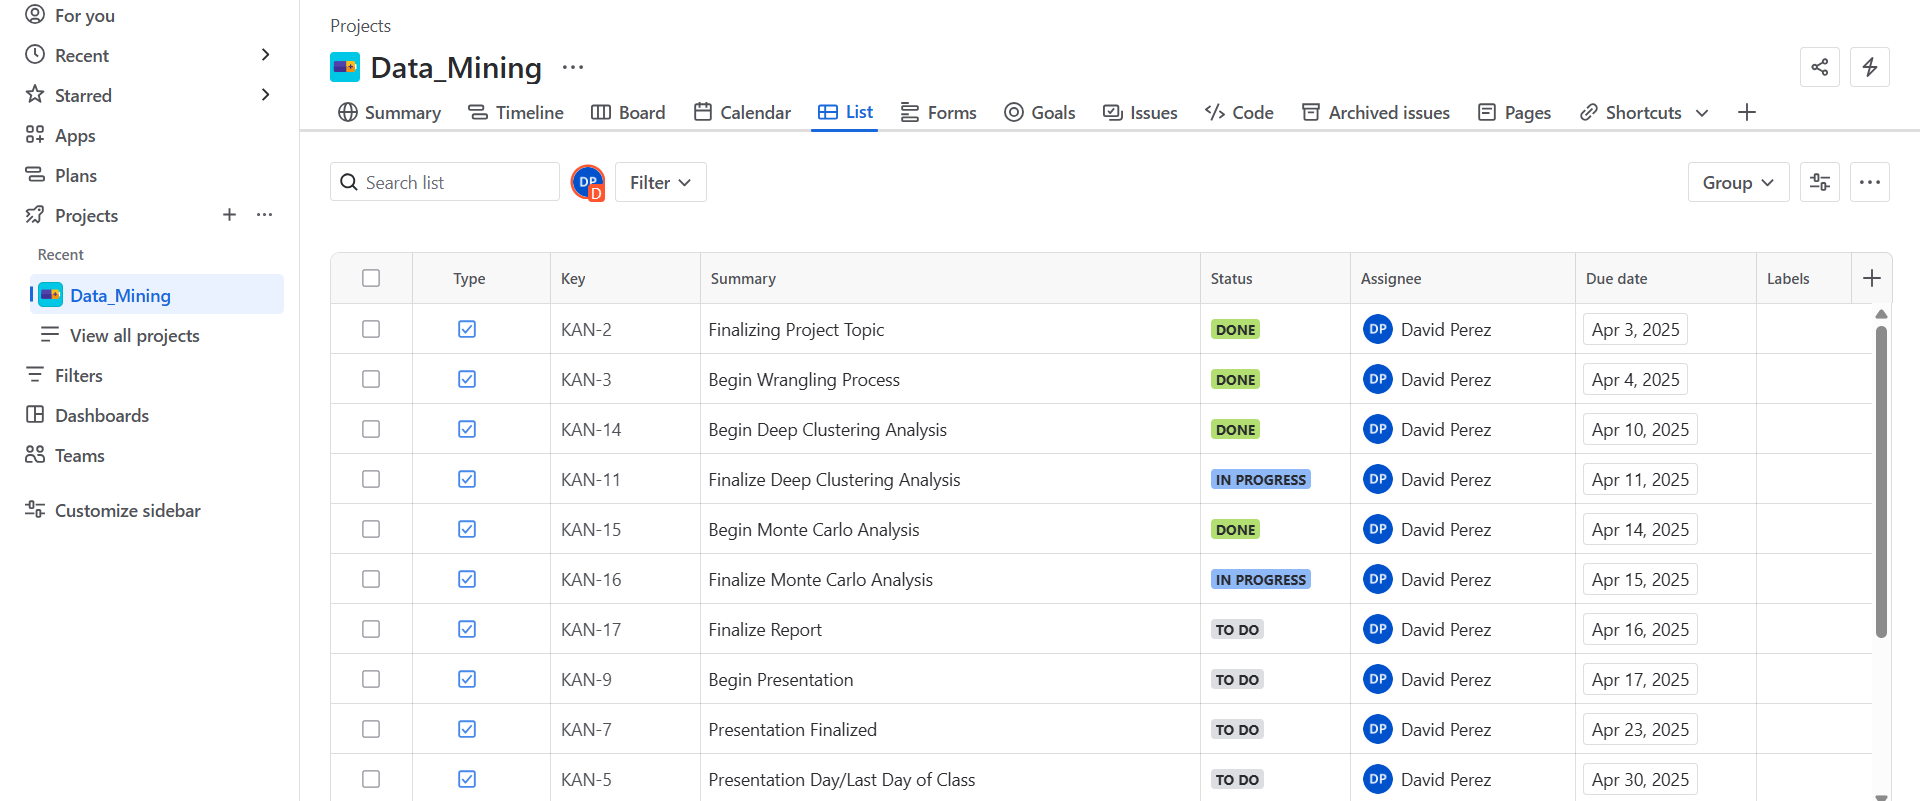 For you
Recent
Starred
Apps
Plans
Projects
Recent
Data_Mining
View all projects
Filters
Dashboards
Teams
Customize sidebar
Projects
Data_Mining
Summary Timeline Board Calendar List Forms Goals Issues Code Archived issues Pages Shortcuts
Search list DP D Filter Group
Type Key Summary Status Assignee Due date Labels
KAN-2 Finalizing Project Topic DONE DP David Perez Apr 3, 2025
KAN-3 Begin Wrangling Process DONE DP David Perez Apr 4, 2025
KAN-14 Begin Deep Clustering Analysis DONE DP David Perez Apr 10, 2025
KAN-11 Finalize Deep Clustering Analysis IN PROGRESS DP David Perez Apr 11, 2025
KAN-15 Begin Monte Carlo Analysis DONE DP David Perez Apr 14, 2025
KAN-16 Finalize Monte Carlo Analysis IN PROGRESS DP David Perez Apr 15, 2025
KAN-17 Finalize Report TO DO DP David Perez Apr 16, 2025
KAN-9 Begin Presentation TO DO DP David Perez Apr 17, 2025
KAN-7 Presentation Finalized TO DO DP David Perez Apr 23, 2025
KAN-5 Presentation Day/Last Day of Class TO DO DP David Perez Apr 30, 2025